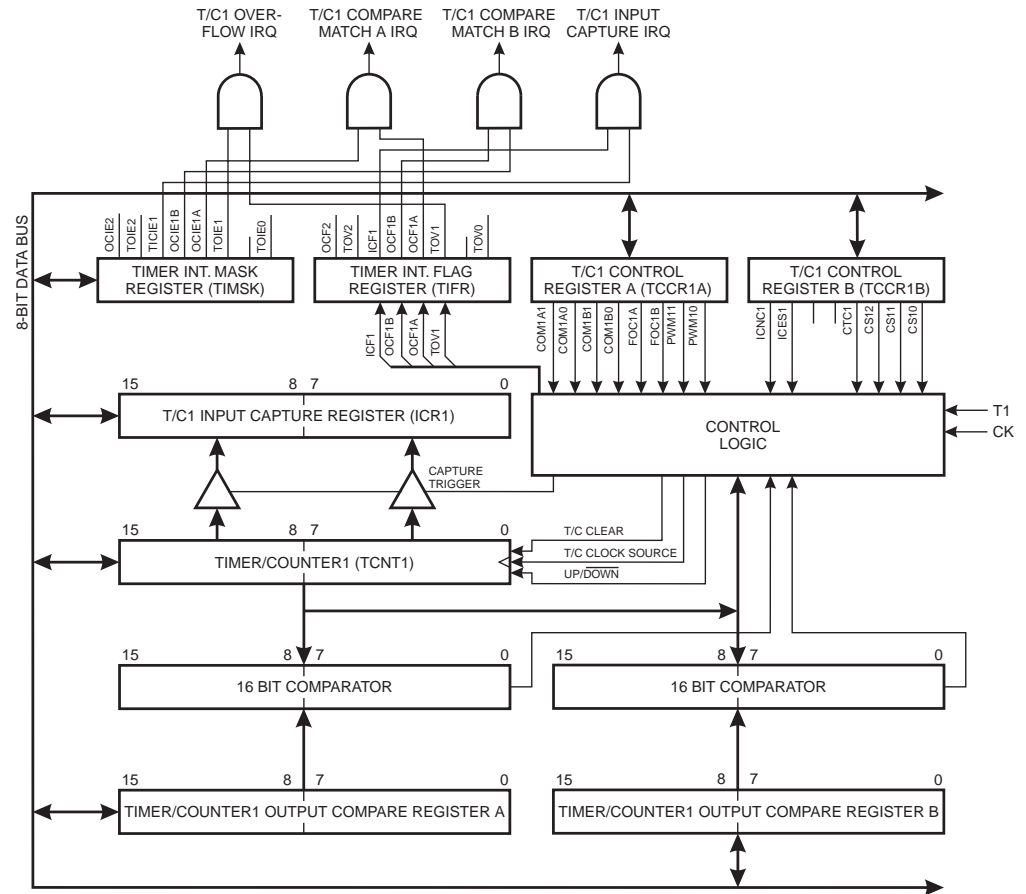 T/C1 OVER-
FLOW IRQ
T/C1 COMPARE
MATCH A IRQ
T/C1 COMPARE
MATCH B IRQ
T/C1 INPUT
CAPTURE IRQ
8-BIT DATA BUS
OCIE2
TOIE2
TICIE1
OCIE1B
OCIE1A
TOIE1
TOIE0
OCF2
TOV2
ICF1
OCF1B
OCF1A
TOV1
TOV0
TIMER INT. MASK
REGISTER (TIMSK)
TIMER INT. FLAG
REGISTER (TIFR)
T/C1 CONTROL
REGISTER A (TCCR1A)
T/C1 CONTROL
REGISTER B (TCCR1B)
ICF1
OCF1B
OCF1A
TOV1
COM1A1
COM1A0
COM1B1
COM1B0
FOC1A
FOC1B
PWM11
PWM10
ICNC1
ICES1
CTC1
CS12
CS11
CS10
15 8 7 0
T/C1 INPUT CAPTURE REGISTER (ICR1)
CONTROL
LOGIC
T1
CK
CAPTURE
TRIGGER
15 8 7 0
TIMER/COUNTER1 (TCNT1)
T/C CLEAR
T/C CLOCK SOURCE
UP/DOWN
15 8 7 0
16 BIT COMPARATOR
15 8 7 0
16 BIT COMPARATOR
15 8 7 0
TIMER/COUNTER1 OUTPUT COMPARE REGISTER A
15 8 7 0
TIMER/COUNTER1 OUTPUT COMPARE REGISTER B